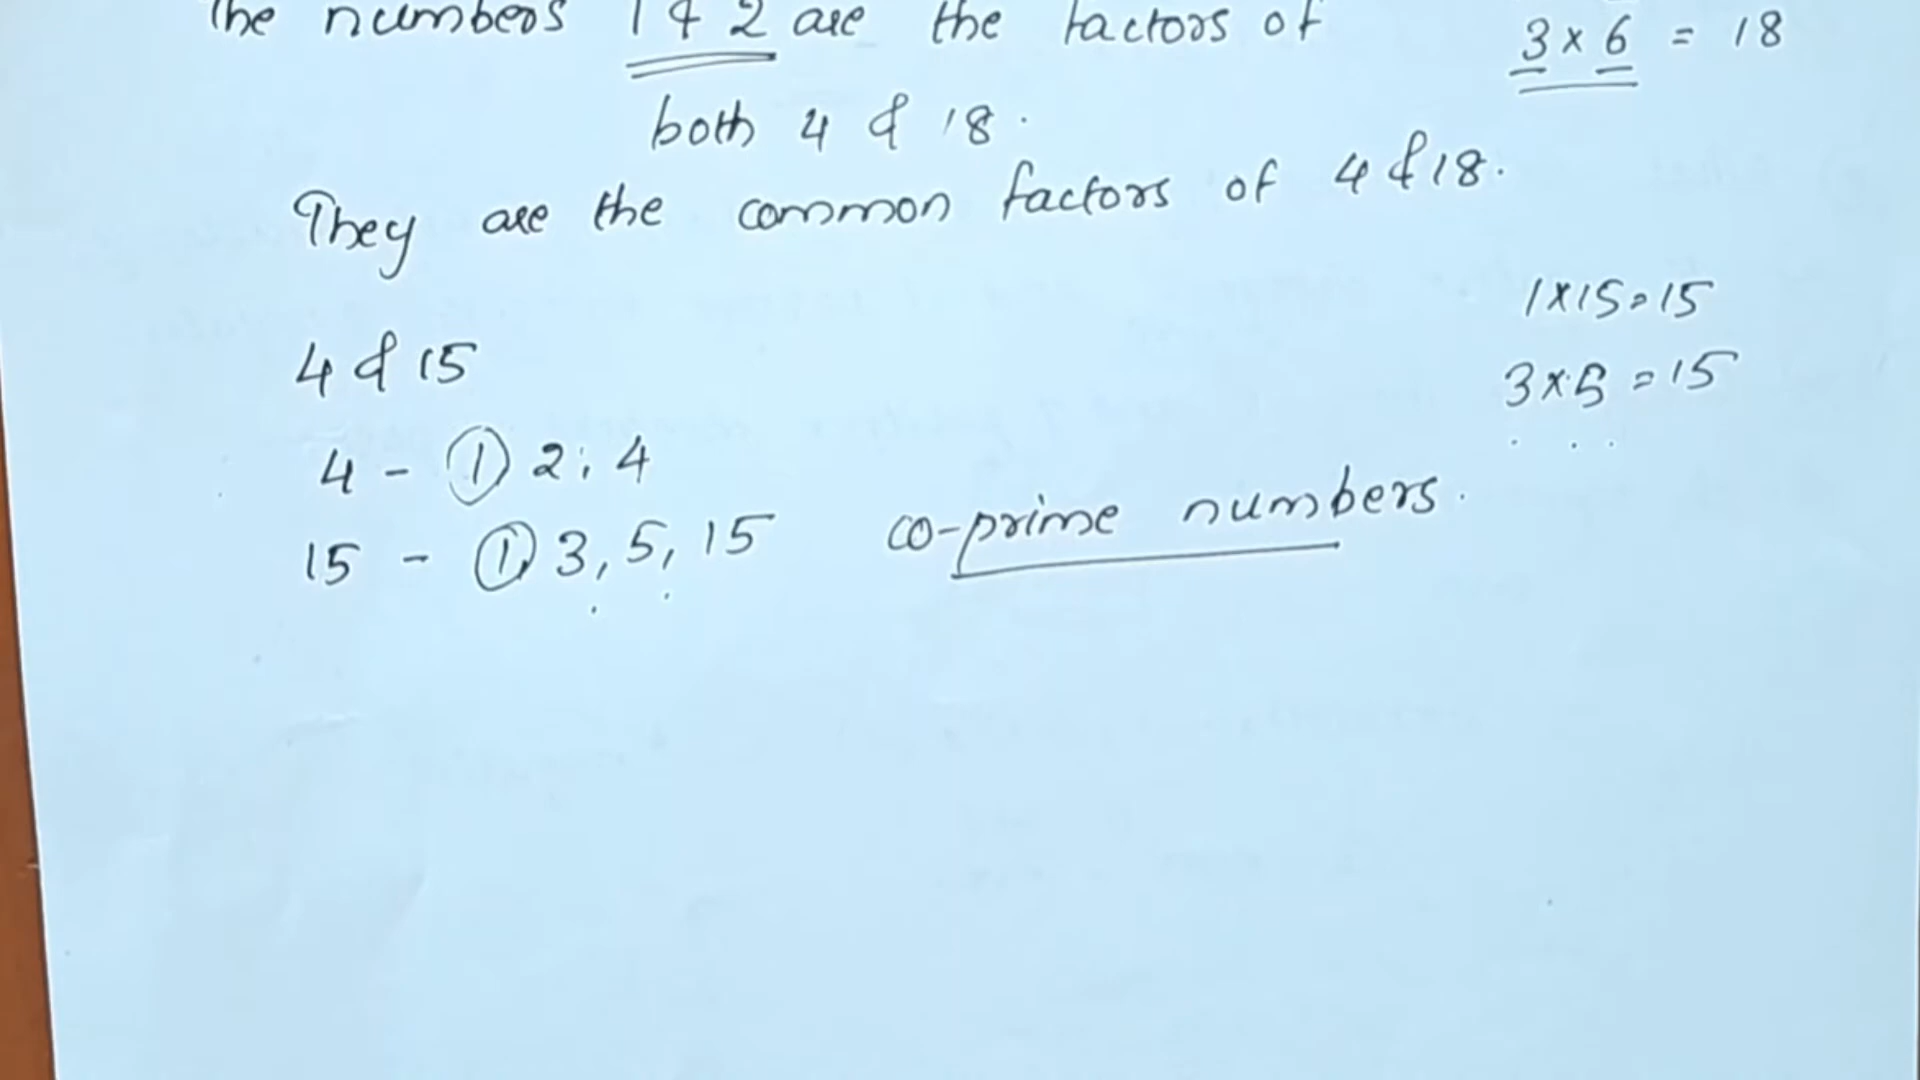 The numbers 1 & 2 are the factors of
3 x 6 = 18
both 4 & 18.
They are the common factors of 4 & 18.
1 x 15 = 15
4 & 15
3 x 5 = 15
4 - 1 2, 4
15 - 1, 3, 5, 15 co-prime numbers.